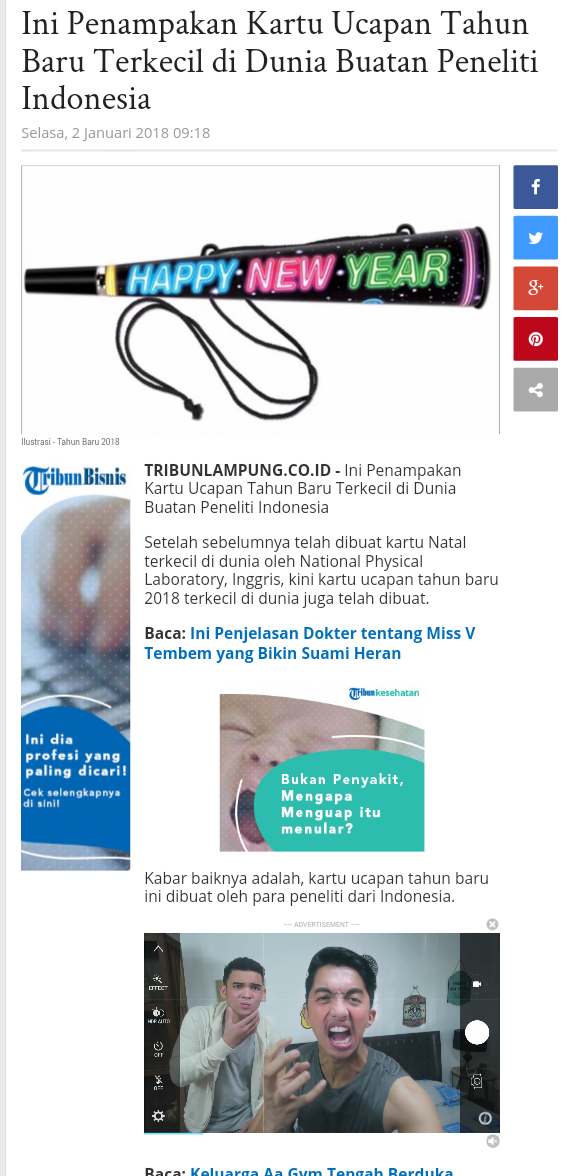 Ini Penampakan Kartu Ucapan Tahun
Baru Terkecil di Dunia Buatan Peneliti
Indonesia
Selasa, 2 Januari 2018 09:18
HAPPY NEW YEAR
Ilustrasi - Tahun Baru 2018
TribunBisnis
Ini dia
profesi yang
paling dicari!
Cek selengkapnya
di sini!
TRIBUNLAMPUNG.CO.ID - Ini Penampakan
Kartu Ucapan Tahun Baru Terkecil di Dunia
Buatan Peneliti Indonesia
Setelah sebelumnya telah dibuat kartu Natal
terkecil di dunia oleh National Physical
Laboratory, Inggris, kini kartu ucapan tahun baru
2018 terkecil di dunia juga telah dibuat.
Baca: Ini Penjelasan Dokter tentang Miss V
Tembem yang Bikin Suami Heran
Tribunkesehatan
Bukan Penyakit,
Mengapa
Menguap itu
menular?
Kabar baiknya adalah, kartu ucapan tahun baru
ini dibuat oleh para peneliti dari Indonesia.
--- ADVERTISEMENT ---
EFFECT
HDR AUTO
OFF
OFF
Baca: Keluarga Aa Gym Tengah Berduka